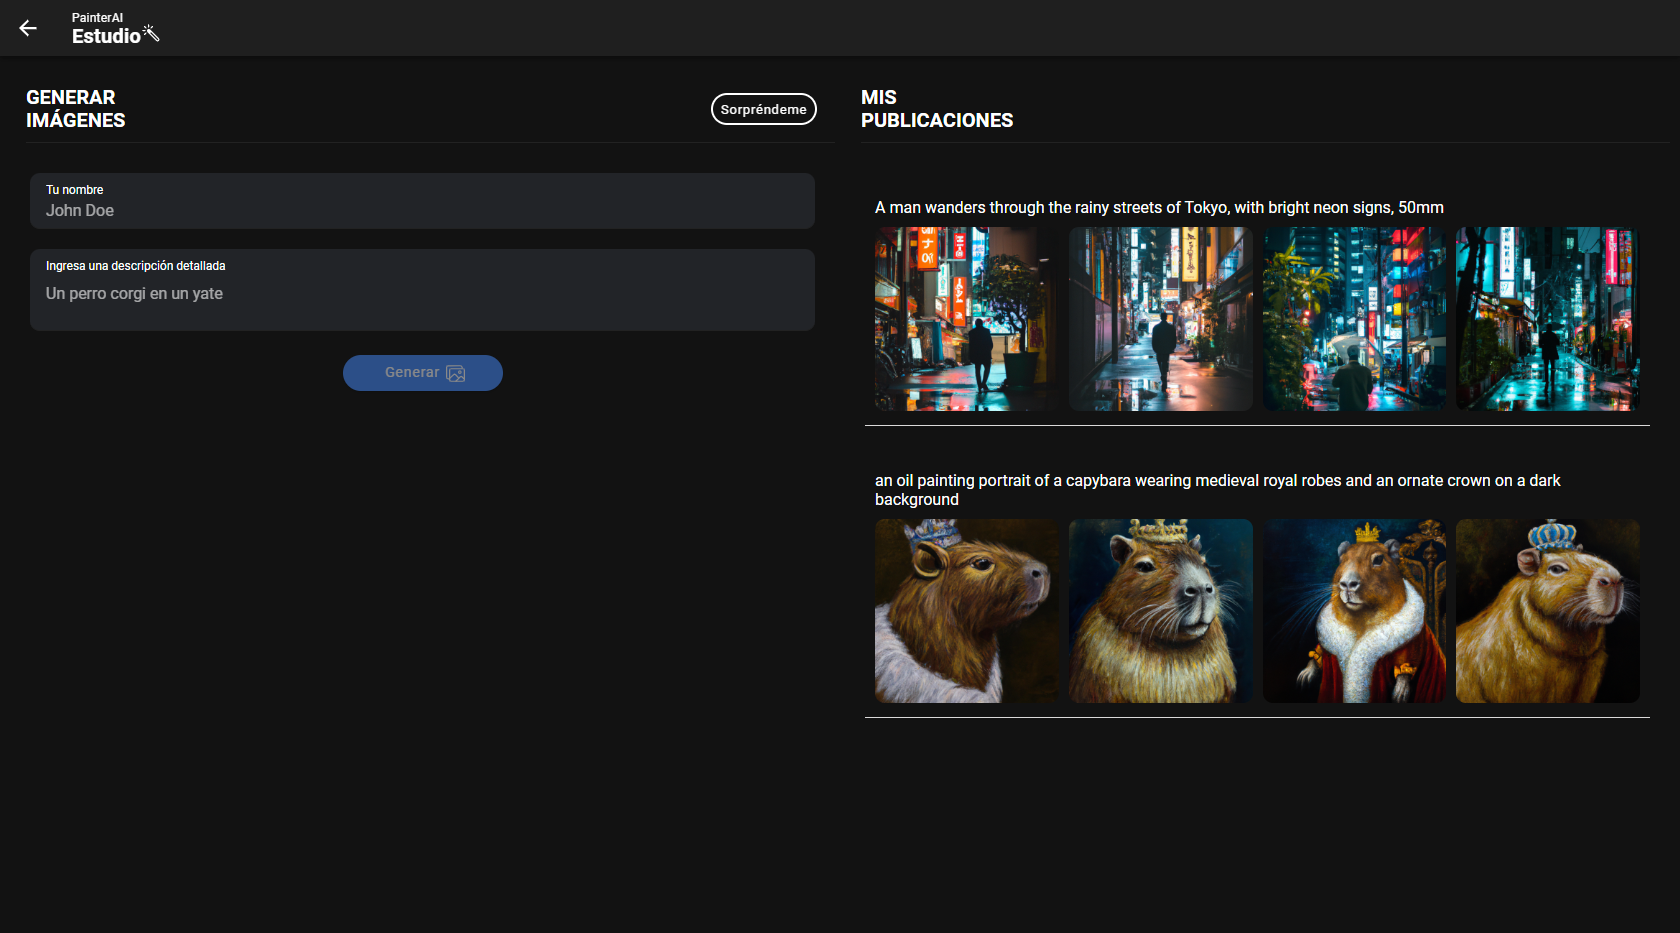 PainterAI
Estudio
GENERAR
IMÁGENES
Sorpréndeme
Tu nombre
John Doe
Ingresa una descripción detallada
Un perro corgi en un yate
Generar
MIS
PUBLICACIONES
A man wanders through the rainy streets of Tokyo, with bright neon signs, 50mm
an oil painting portrait of a capybara wearing medieval royal robes and an ornate crown on a dark
background